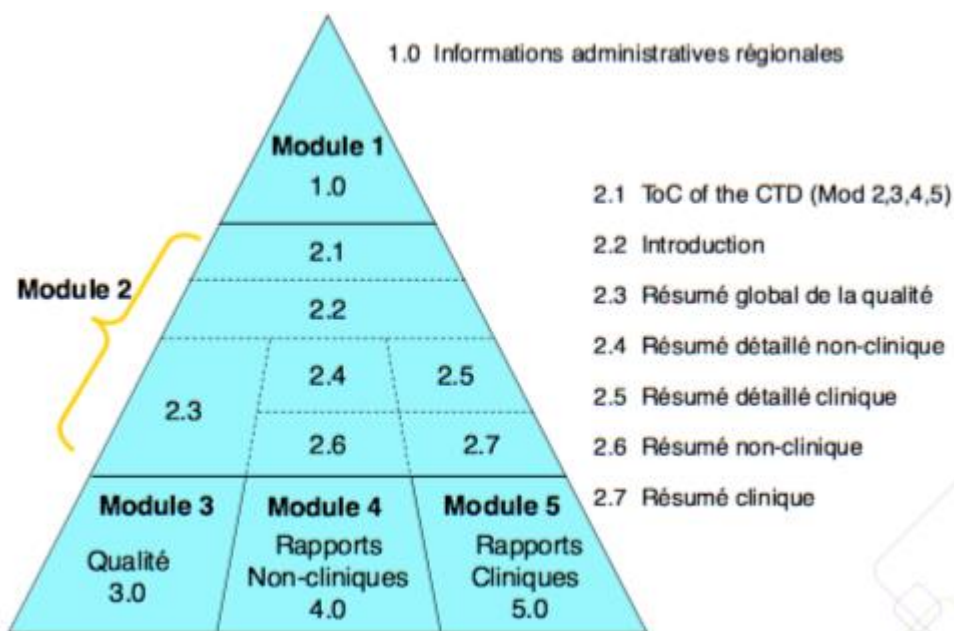 1.0 Informations administratives régionales
Module 1
1.0
Module 2
2.1
2.2
2.3
2.4
2.5
2.6
2.7
2.1 ToC of the CTD (Mod 2,3,4,5)
2.2 Introduction
2.3 Résumé global de la qualité
2.4 Résumé détaillé non-clinique
2.5 Résumé détaillé clinique
2.6 Résumé non-clinique
2.7 Résumé clinique
Module 3
Qualité
3.0
Module 4
Rapports
Non-cliniques
4.0
Module 5
Rapports
Cliniques
5.0